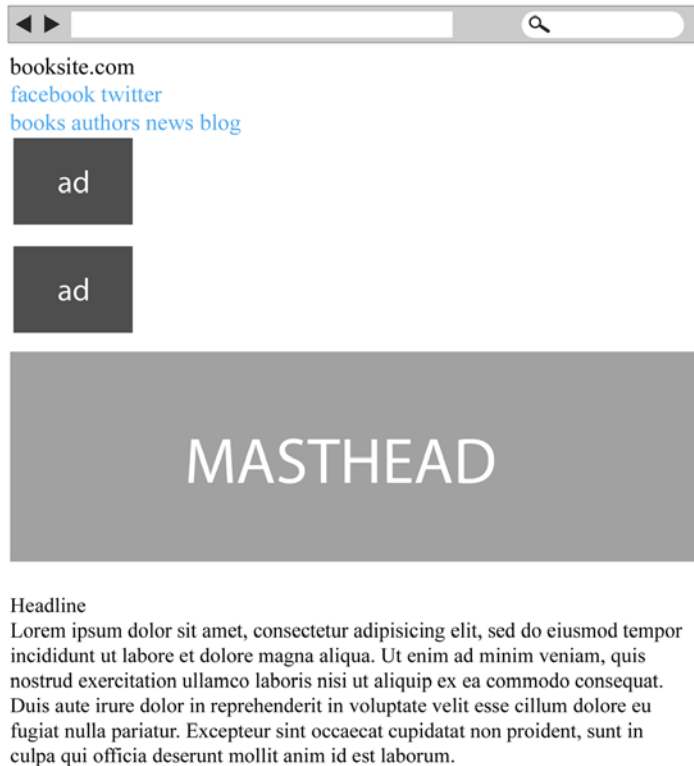 booksite.com
facebook twitter
books authors news blog
ad
ad
MASTHEAD
Headline
Lorem ipsum dolor sit amet, consectetur adipisicing elit, sed do eiusmod tempor
incididunt ut labore et dolore magna aliqua. Ut enim ad minim veniam, quis
nostrud exercitation ullamco laboris nisi ut aliquip ex ea commodo consequat.
Duis aute irure dolor in reprehenderit in voluptate velit esse cillum dolore eu
fugiat nulla pariatur. Excepteur sint occaecat cupidatat non proident, sunt in
culpa qui officia deserunt mollit anim id est laborum.